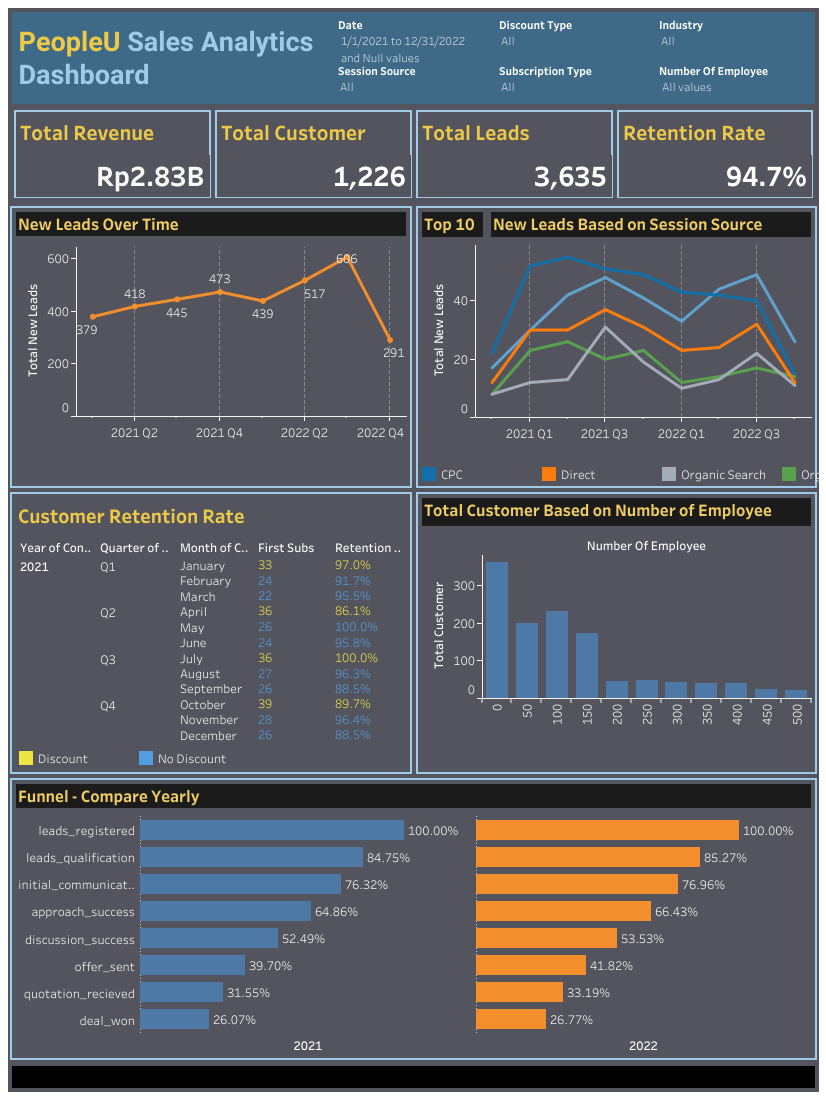 PeopleU Sales Analytics
Dashboard
Date
1/1/2021 to 12/31/2022
and Null values
Discount Type
All
Industry
All
Session Source
All
Subscription Type
All
Number Of Employee
All values
Total Revenue
Rp2.83B
Total Customer
1,226
Total Leads
3,635
Retention Rate
94.7%
New Leads Over Time
Total New Leads
600
400
200
0
379
418
445
473
439
517
606
291
2021 Q2
2021 Q4
2022 Q2
2022 Q4
Top 10
New Leads Based on Session Source
Total New Leads
40
20
0
2021 Q1
2021 Q3
2022 Q1
2022 Q3
CPC
Direct
Organic Search
Org
Customer Retention Rate
Year of Con.. Quarter of .. Month of C.. First Subs Retention ..
2021 Q1 January 33 97.0%
February 24 91.7%
March 22 95.5%
Q2 April 36 86.1%
May 26 100.0%
June 24 95.8%
Q3 July 36 100.0%
August 27 96.3%
September 26 88.5%
Q4 October 39 89.7%
November 28 96.4%
December 26 88.5%
Discount
No Discount
Total Customer Based on Number of Employee
Number Of Employee
Total Customer
300
200
100
0
0
50
100
150
200
250
300
350
400
450
500
Funnel - Compare Yearly
leads_registered 100.00% 100.00%
leads_qualification 84.75% 85.27%
initial_communicat.. 76.32% 76.96%
approach_success 64.86% 66.43%
discussion_success 52.49% 53.53%
offer_sent 39.70% 41.82%
quotation_recieved 31.55% 33.19%
deal_won 26.07% 26.77%
2021 2022